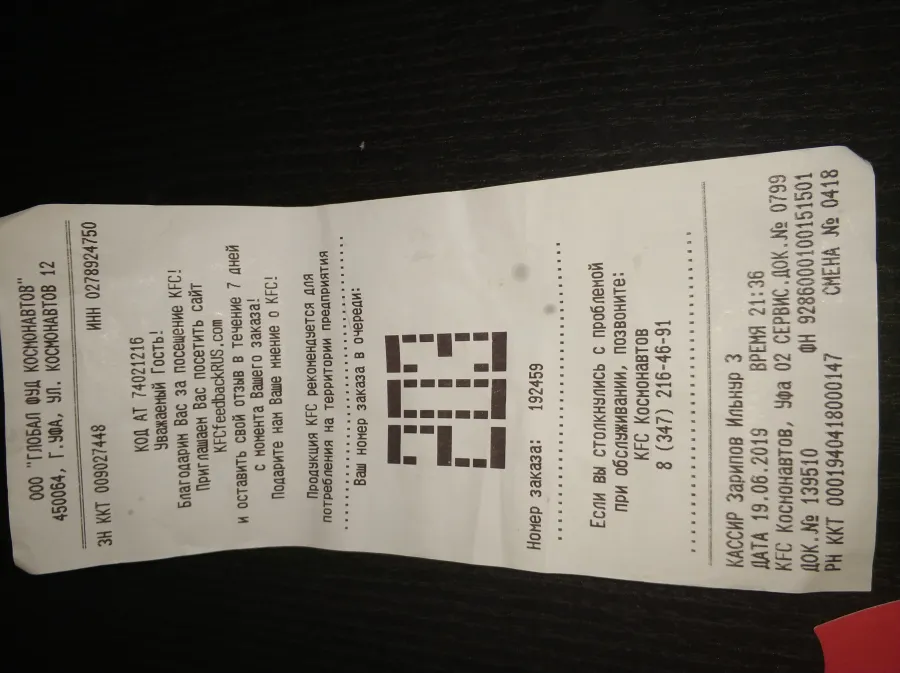 ООО "ГЛОБАЛ ФУД КОСМОНАВТОВ"
450064, Г.УФА, УЛ. КОСМОНАВТОВ 12
ЗН ККТ 009027448 ИНН 0278924750
КОД АТ 74021216
Уважаемый Гость!
Благодарим Вас за посещение KFC!
Приглашаем Вас посетить сайт
KFCfeedbackRUS.com
и оставить свой отзыв в течение 7 дней
с момента Вашего заказа!
Подарите нам Ваше мнение о KFC!
Продукция KFC рекомендуется для
потребления на территории предприятия
Ваш номер заказа в очереди:
203
Номер заказа: 192459
Если вы столкнулись с проблемой
при обслуживании, позвоните:
KFC Космонавтов
8 (347) 216-46-91
КАССИР Зарипов Ильнур З
ДАТА 19.06.2019 ВРЕМЯ 21:36
KFC Космонавтов, Уфа 02 СЕРВИС.ДОК.№ 0799
ДОК.№ 139510 ФН 9286000100151501
РН ККТ 0001940418000147 СМЕНА № 0418